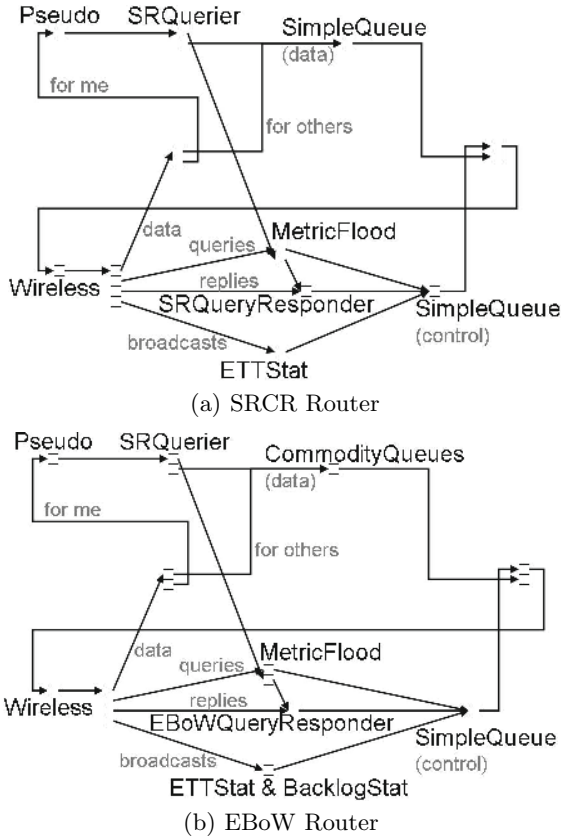 Pseudo SRQuerier SimpleQueue
(data)
for me
for others
data
queries
MetricFlood
replies
Wireless SRQueryResponder SimpleQueue
(control)
broadcasts
ETTStat
(a) SRCR Router
Pseudo SRQuerier CommodityQueues
(data)
for me
for others
data
queries
MetricFlood
replies
Wireless EBoWQueryResponder
SimpleQueue
(control)
broadcasts
ETTStat & BacklogStat
(b) EBoW Router